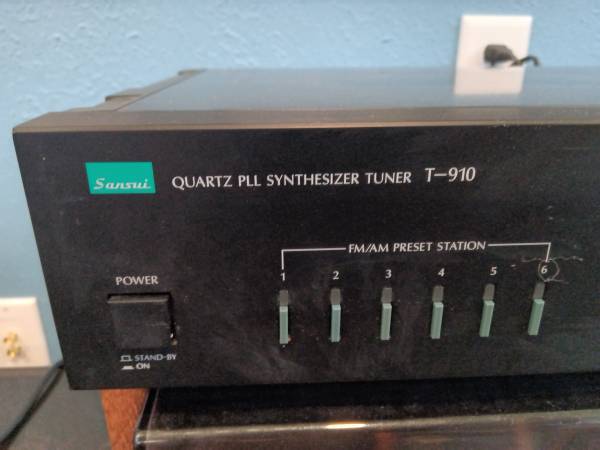 Sansui QUARTZ PLL SYNTHESIZER TUNER T-910
FM/AM PRESET STATION
1 2 3 4 5 6
POWER
STAND-BY
ON